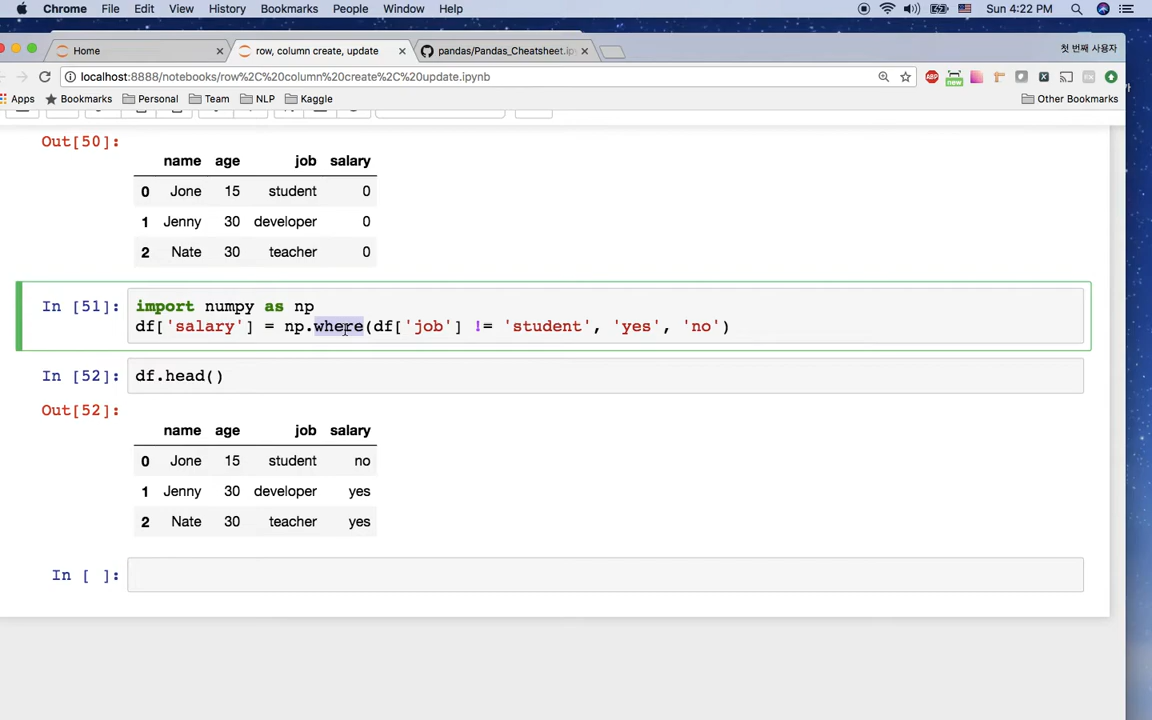 Chrome File Edit View History Bookmarks People Window Help Sun 4:22 PM
Home row, column create, update pandas/Pandas_Cheatsheet.ip 첫 번째 사용자
localhost:8888/notebooks/row%2C%20column%20create%2C%20update.ipynb ABP new
Apps Bookmarks Personal Team NLP Kaggle Other Bookmarks
Out[50]:
name age job salary
0 Jone 15 student 0
1 Jenny 30 developer 0
2 Nate 30 teacher 0
In [51]: import numpy as np
df['salary'] = np.where(df['job'] != 'student', 'yes', 'no')
In [52]: df.head()
Out[52]:
name age job salary
0 Jone 15 student no
1 Jenny 30 developer yes
2 Nate 30 teacher yes
In [ ]: